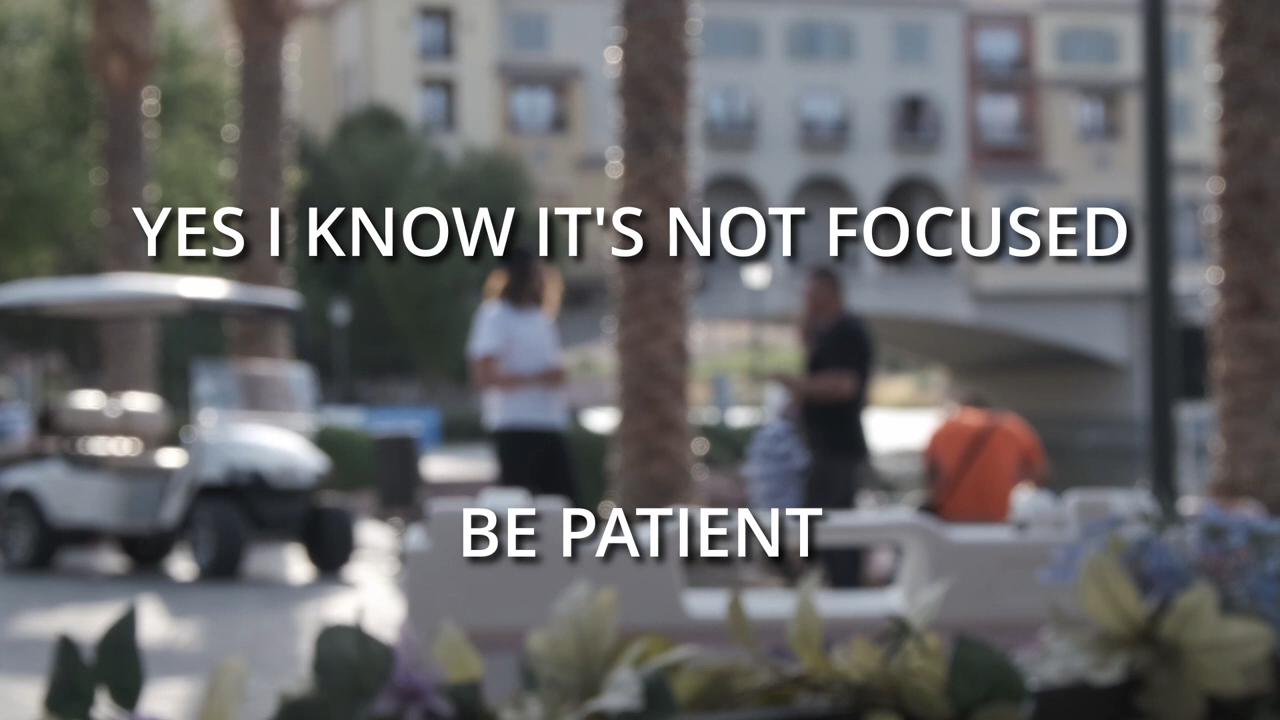 YES I KNOW IT'S NOT FOCUSED
BE PATIENT